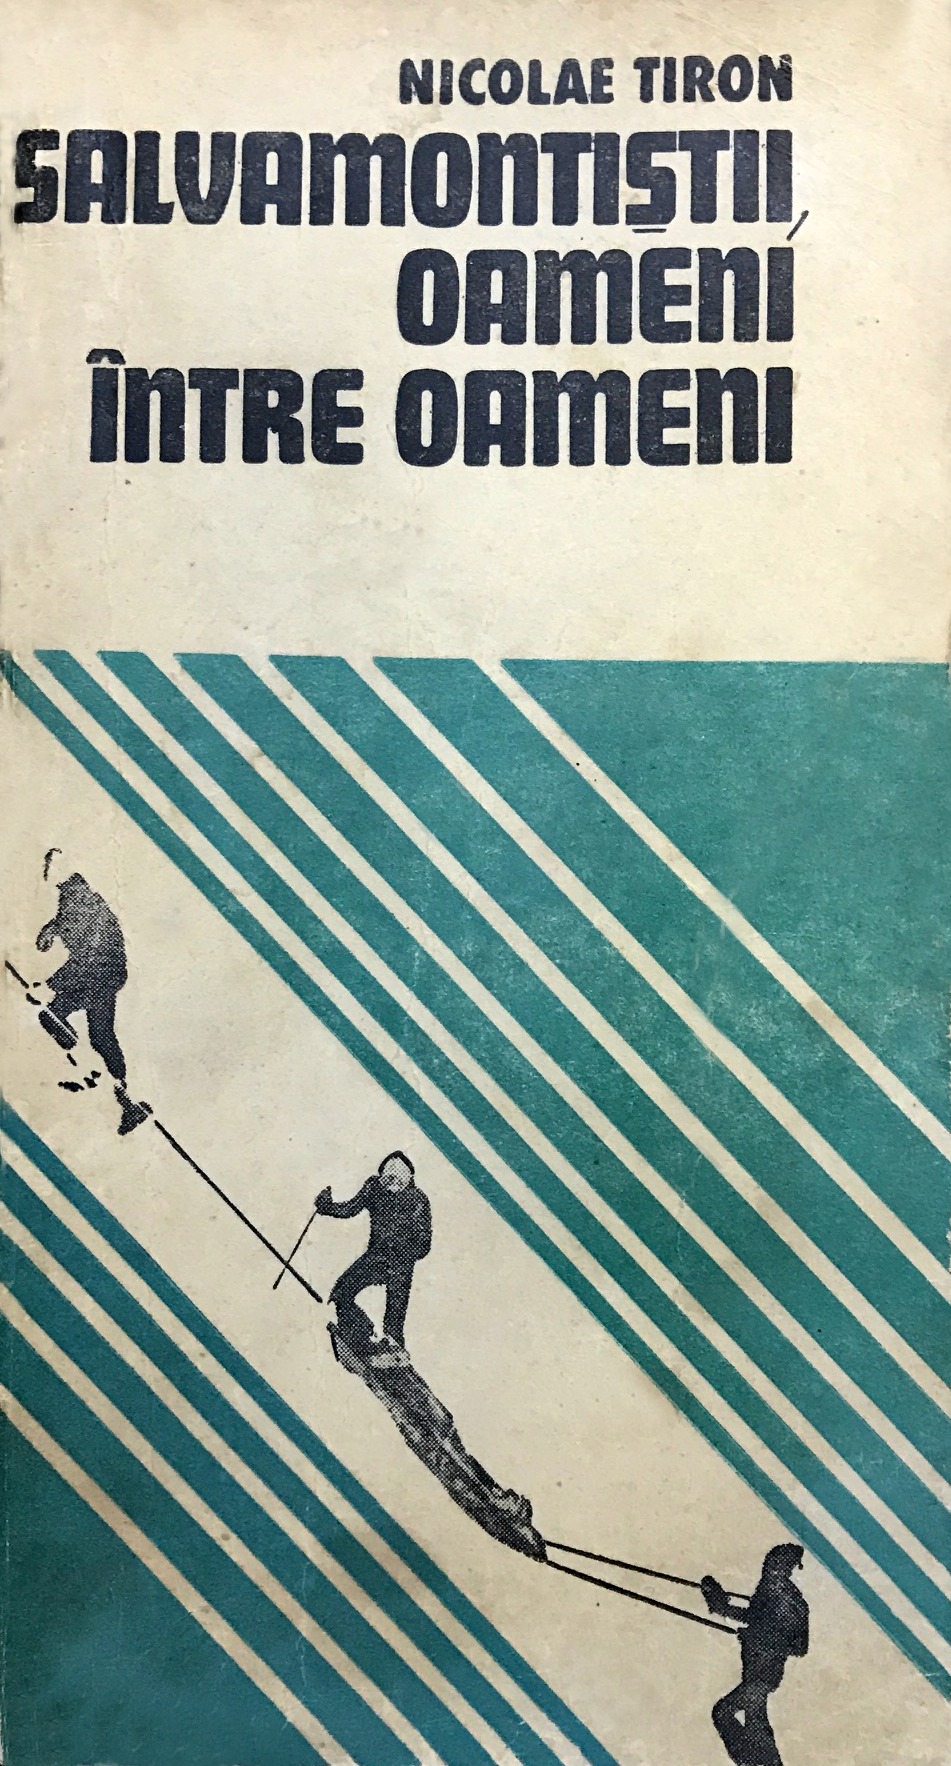 NICOLAE TIRON
SALVAMONTIȘTII,
OAMENI
ÎNTRE OAMENI